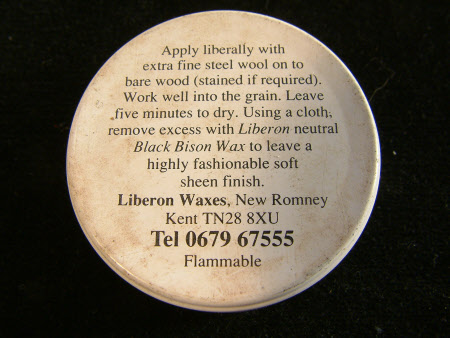 Apply liberally with
extra fine steel wool on to
bare wood (stained if required).
Work well into the grain. Leave
five minutes to dry. Using a cloth,
remove excess with Liberon neutral
Black Bison Wax to leave a
highly fashionable soft
sheen finish.
Liberon Waxes, New Romney
Kent TN28 8XU
Tel 0679 67555
Flammable